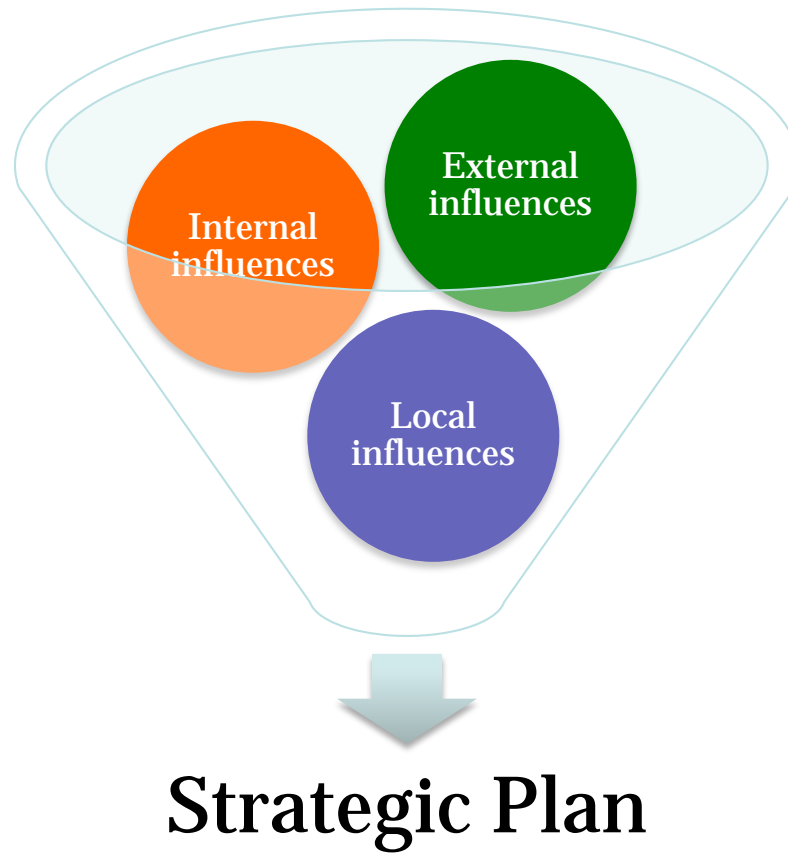 External
influences
Internal
influences
Local
influences
Strategic Plan